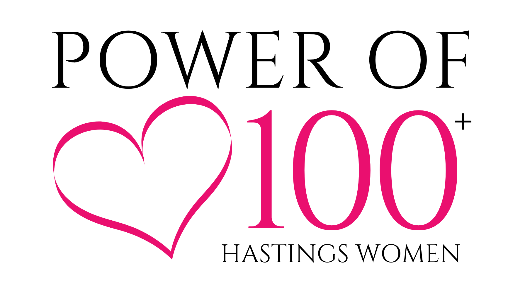 POWER OF
100+
HASTINGS WOMEN